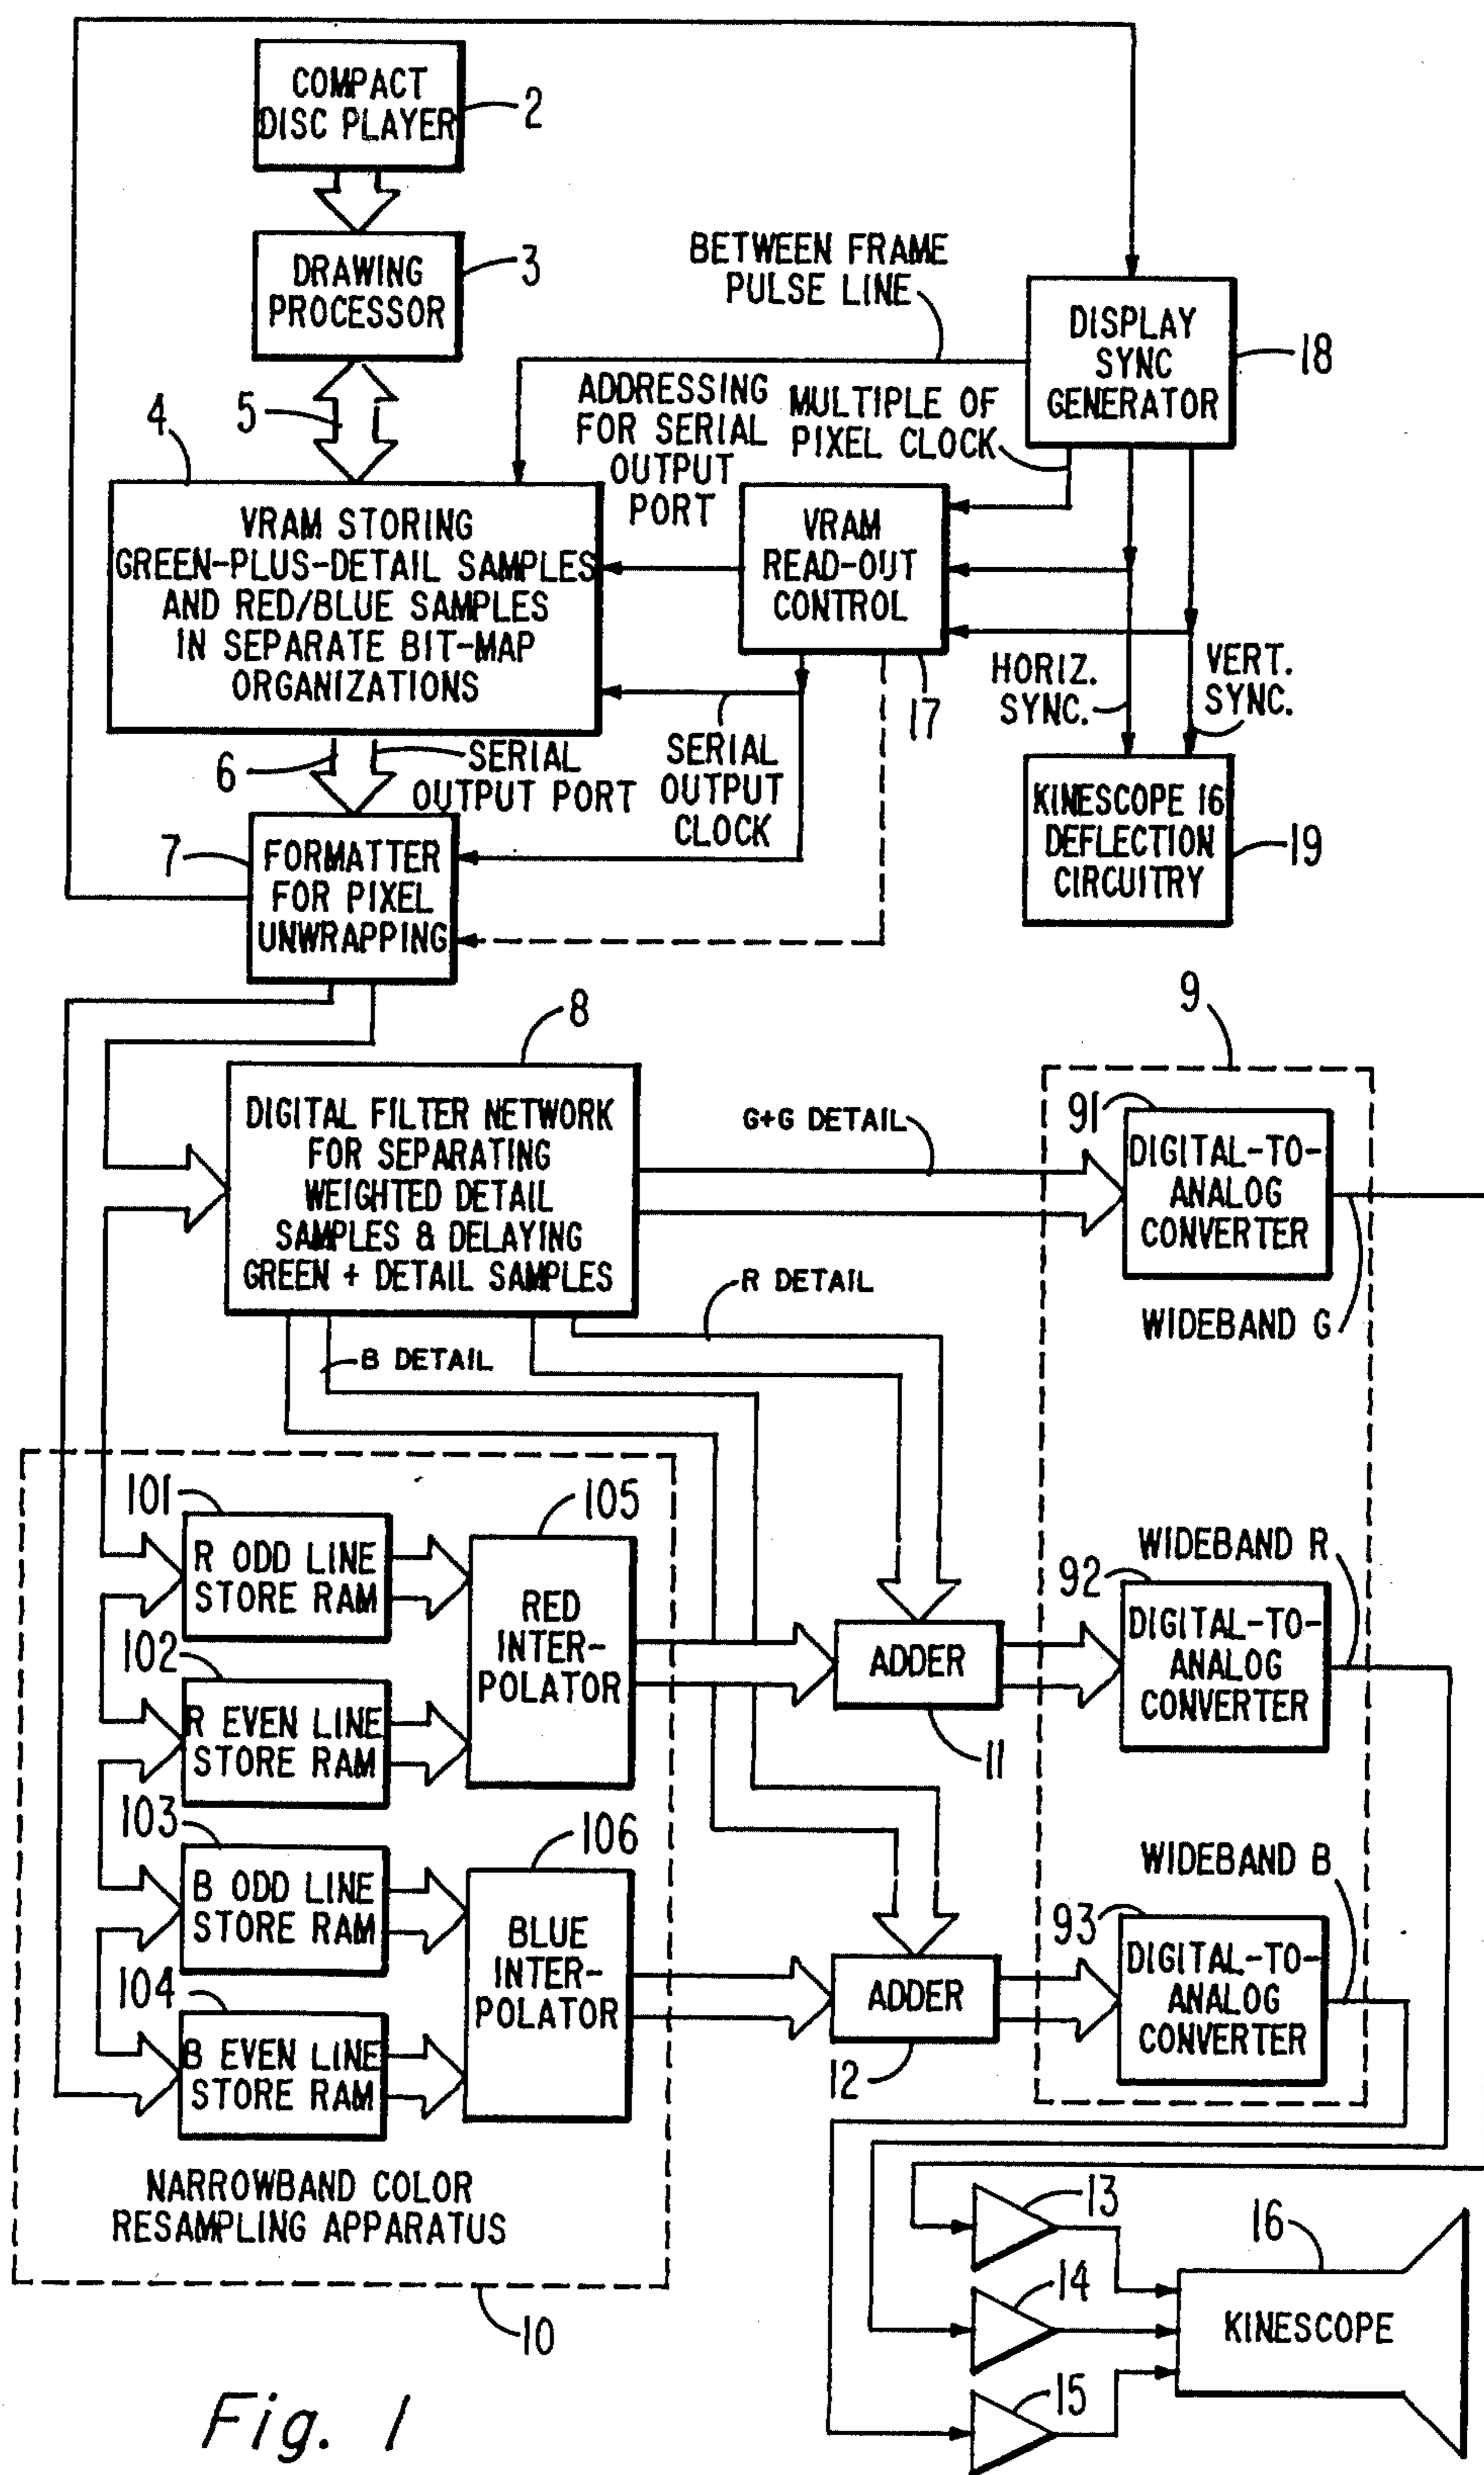 COMPACT
DISC PLAYER
2
DRAWING
PROCESSOR
3
BETWEEN FRAME
PULSE LINE
DISPLAY
SYNC
GENERATOR
18
4
5
ADDRESSING
FOR SERIAL
OUTPUT
PORT
MULTIPLE OF
PIXEL CLOCK
VRAM STORING
GREEN-PLUS-DETAIL SAMPLES
AND RED/BLUE SAMPLES
IN SEPARATE BIT-MAP
ORGANIZATIONS
VRAM
READ-OUT
CONTROL
17
HORIZ.
SYNC.
VERT.
SYNC.
6
SERIAL
OUTPUT PORT
SERIAL
OUTPUT
CLOCK
7
FORMATTER
FOR PIXEL
UNWRAPPING
KINESCOPE 16
DEFLECTION
CIRCUITRY
19
8
9
DIGITAL FILTER NETWORK
FOR SEPARATING
WEIGHTED DETAIL
SAMPLES & DELAYING
GREEN + DETAIL SAMPLES
G+G DETAIL
91
DIGITAL-TO-
ANALOG
CONVERTER
R DETAIL
WIDEBAND G
B DETAIL
101
R ODD LINE
STORE RAM
105
RED
INTER-
POLATOR
102
R EVEN LINE
STORE RAM
ADDER
11
WIDEBAND R
92
DIGITAL-TO-
ANALOG
CONVERTER
103
B ODD LINE
STORE RAM
106
BLUE
INTER-
POLATOR
104
B EVEN LINE
STORE RAM
ADDER
12
WIDEBAND B
93
DIGITAL-TO-
ANALOG
CONVERTER
NARROWBAND COLOR
RESAMPLING APPARATUS
10
13
14
15
16
KINESCOPE
Fig. 1